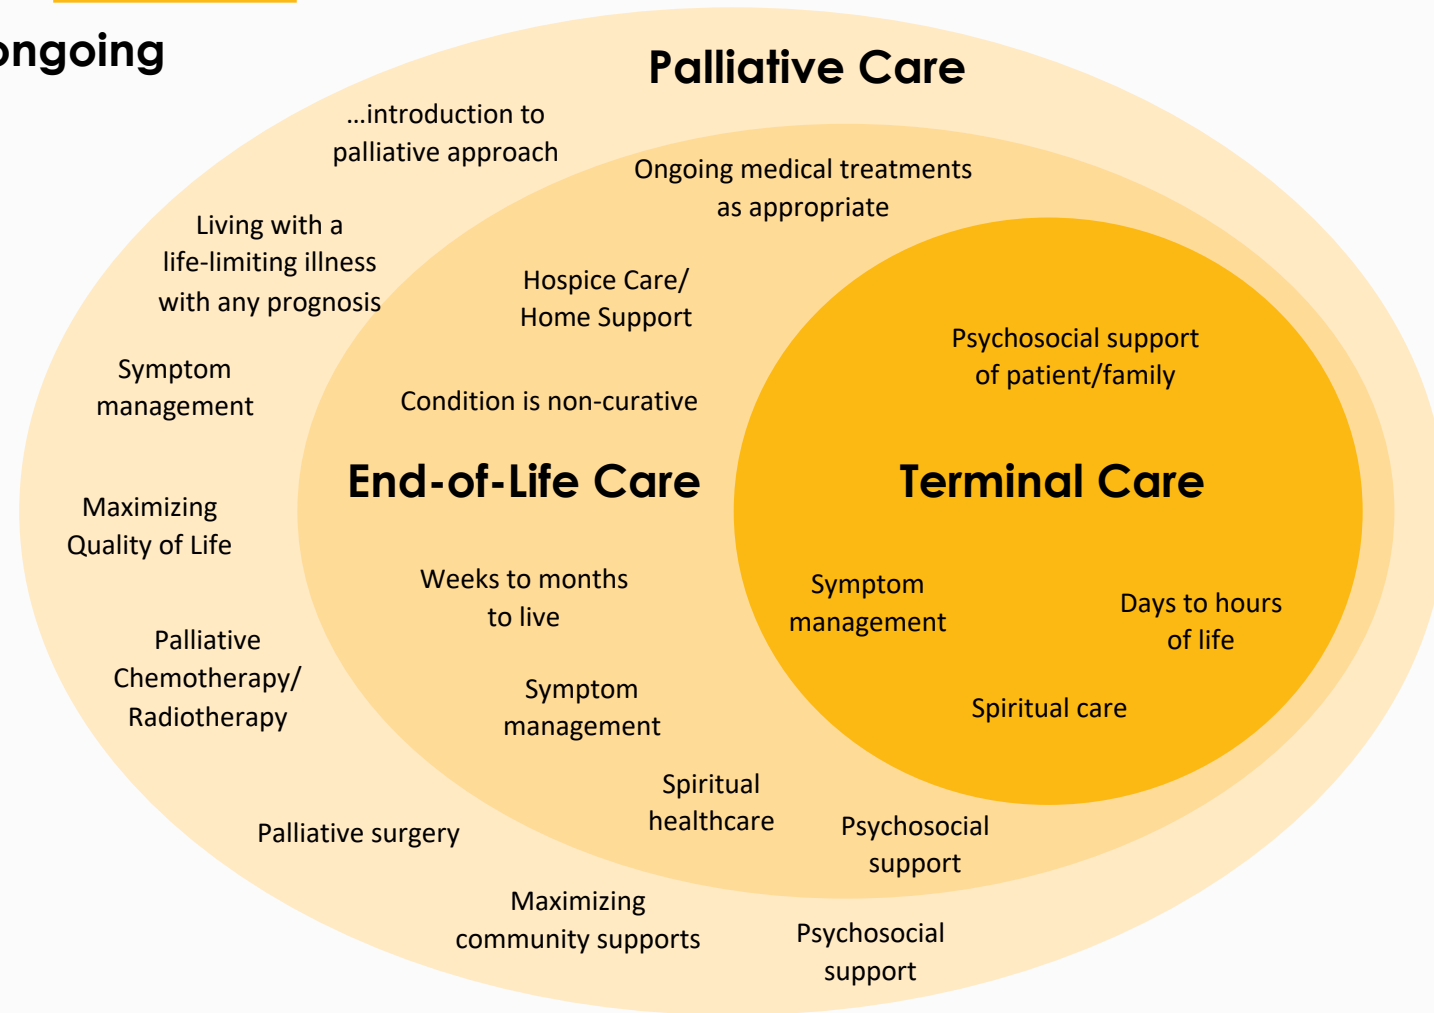 ongoing
Palliative Care
...introduction to
palliative approach
Living with a
life-limiting illness
with any prognosis
Symptom
management
Maximizing
Quality of Life
Palliative
Chemotherapy/
Radiotherapy
Palliative surgery
Maximizing
community supports
Psychosocial
support
Ongoing medical treatments
as appropriate
Hospice Care/
Home Support
Condition is non-curative
End-of-Life Care
Weeks to months
to live
Symptom
management
Spiritual
healthcare
Psychosocial
support
Psychosocial support
of patient/family
Terminal Care
Symptom
management
Days to hours
of life
Spiritual care